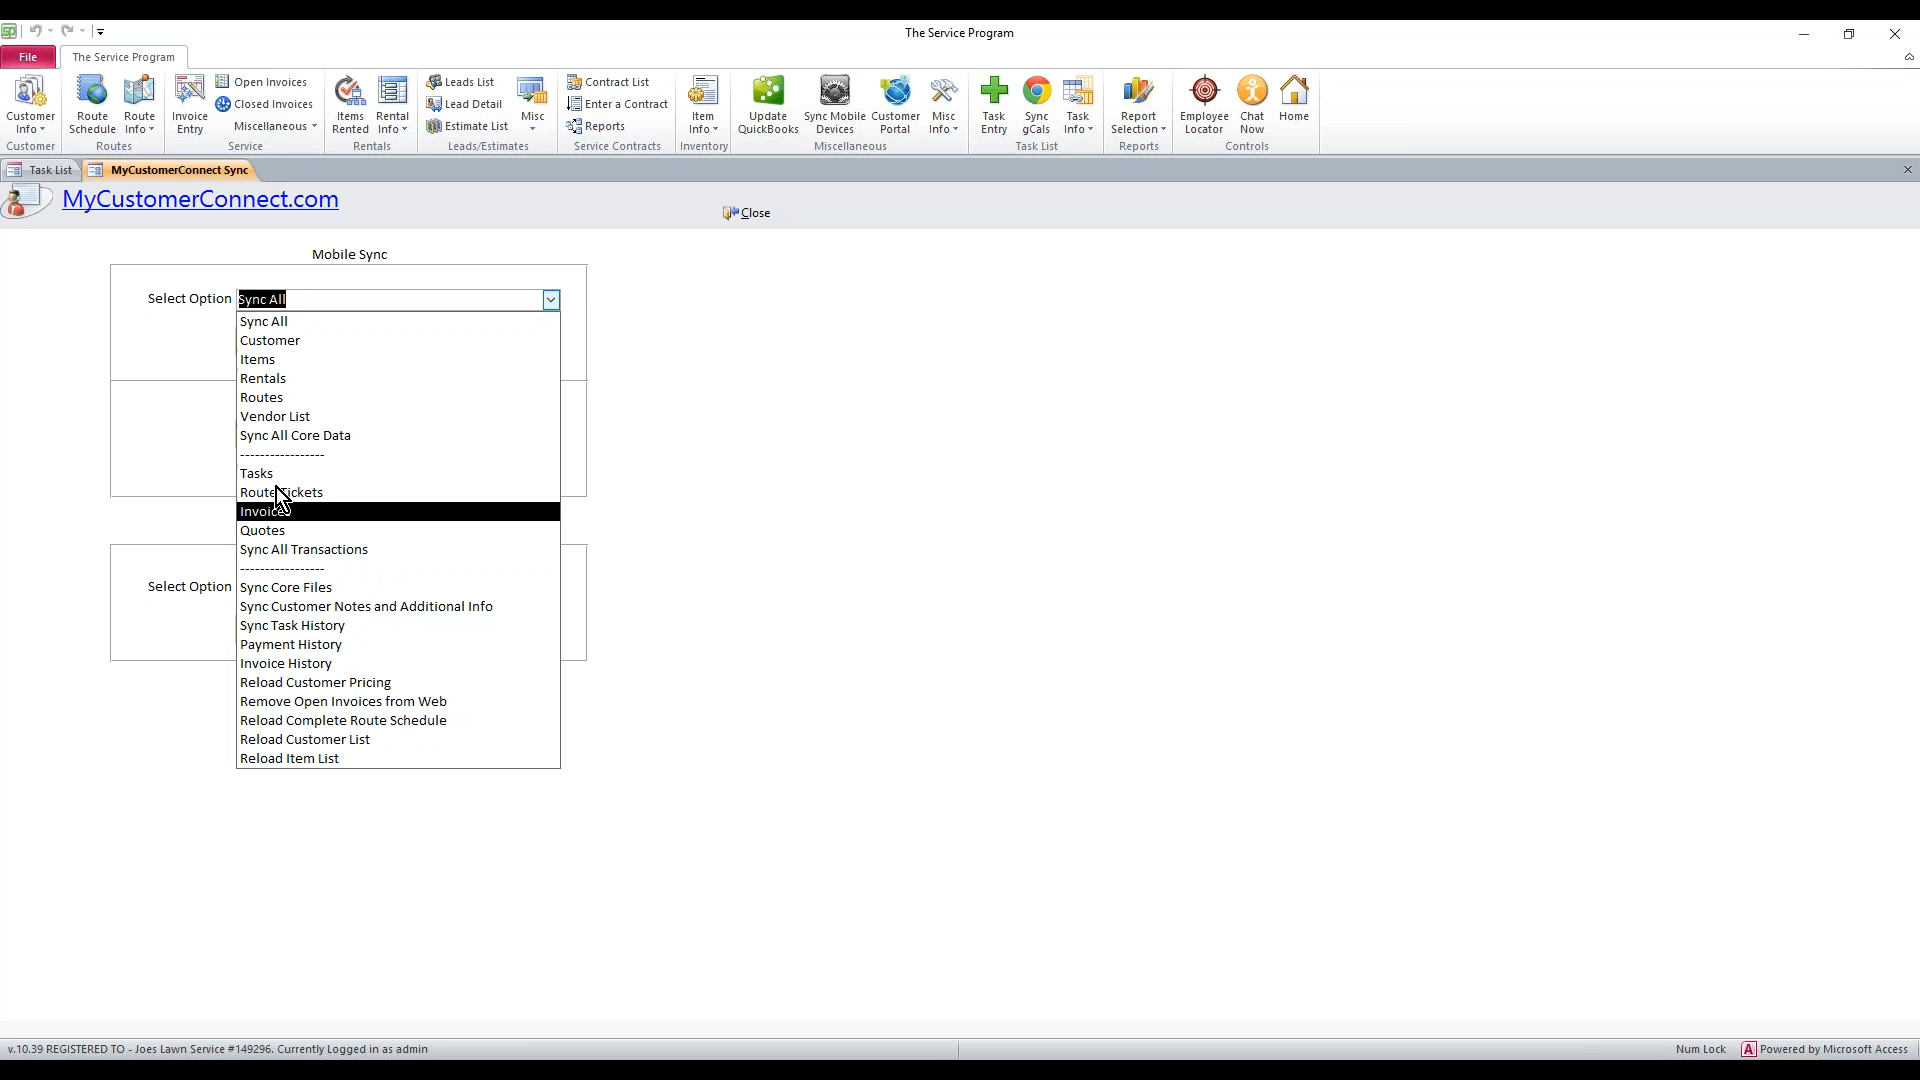 The Service Program
File
The Service Program
Customer Info
Customer
Route Schedule
Route Info
Routes
Invoice Entry
Open Invoices
Closed Invoices
Miscellaneous
Service
Items Rented
Rental Info
Rentals
Leads List
Lead Detail
Estimate List
Misc
Leads/Estimates
Contract List
Enter a Contract
Reports
Service Contracts
Item Info
Inventory
Update QuickBooks
Sync Mobile Devices
Customer Portal
Misc Info
Miscellaneous
Task Entry
Sync gCals
Task Info
Task List
Report Selection
Reports
Employee Locator
Chat Now
Home
Controls
Task List
MyCustomerConnect Sync
MyCustomerConnect.com
Close
Mobile Sync
Select Option Sync All
Sync All
Customer
Items
Rentals
Routes
Vendor List
Sync All Core Data
-----------------
Tasks
Route Tickets
Invoices
Quotes
Sync All Transactions
-----------------
Select Option Sync Core Files
Sync Customer Notes and Additional Info
Sync Task History
Payment History
Invoice History
Reload Customer Pricing
Remove Open Invoices from Web
Reload Complete Route Schedule
Reload Customer List
Reload Item List
v.10.39 REGISTERED TO - Joes Lawn Service #149296. Currently Logged in as admin
Num Lock
Powered by Microsoft Access